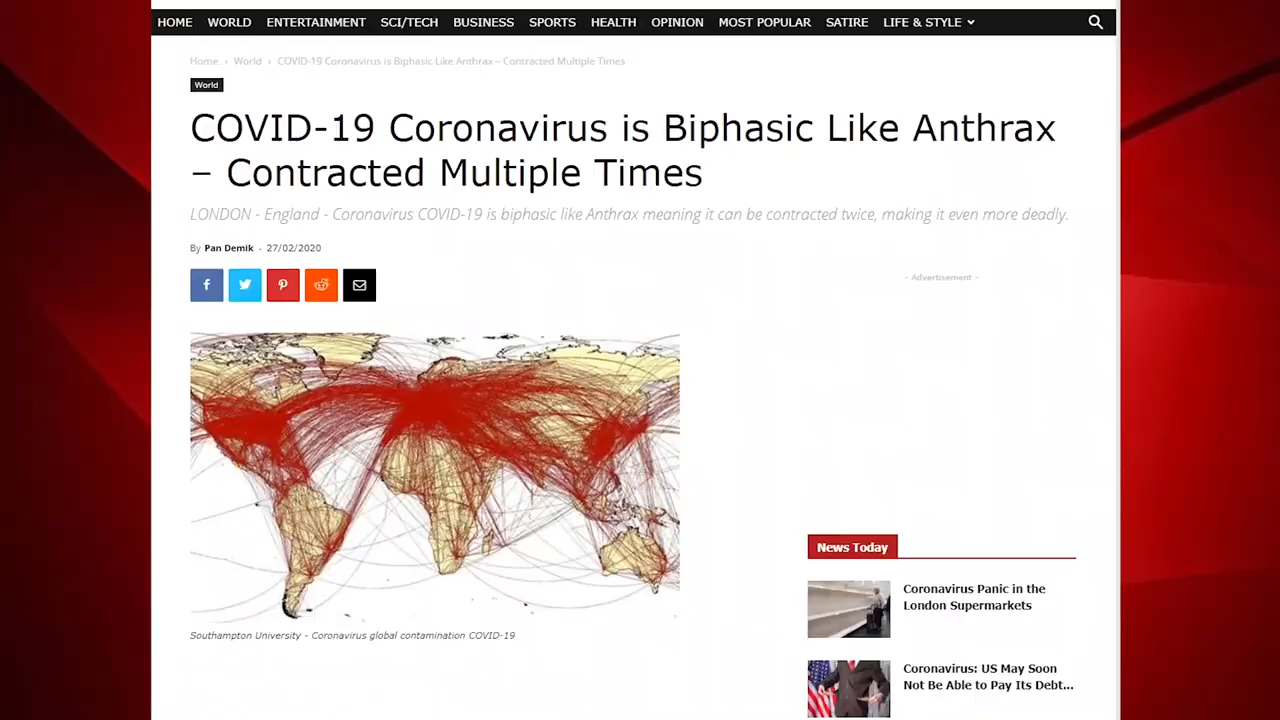 HOME WORLD ENTERTAINMENT SCI/TECH BUSINESS SPORTS HEALTH OPINION MOST POPULAR SATIRE LIFE & STYLE
Home › World › COVID-19 Coronavirus is Biphasic Like Anthrax – Contracted Multiple Times
World
COVID-19 Coronavirus is Biphasic Like Anthrax
– Contracted Multiple Times
LONDON - England - Coronavirus COVID-19 is biphasic like Anthrax meaning it can be contracted twice, making it even more deadly.
By Pan Demik - 27/02/2020
- Advertisement -
Southampton University - Coronavirus global contamination COVID-19
News Today
Coronavirus Panic in the
London Supermarkets
Coronavirus: US May Soon
Not Be Able to Pay Its Debt...